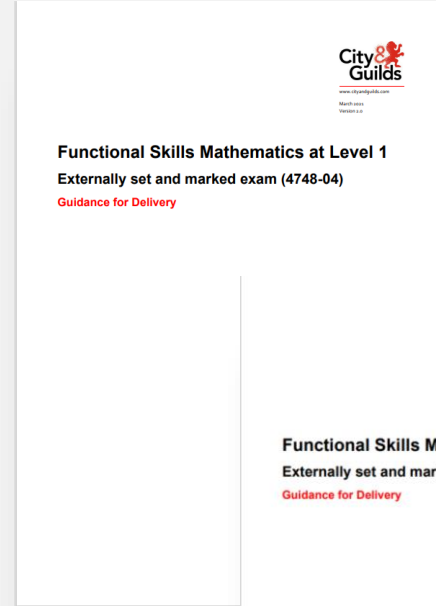 City&
Guilds
www.cityandguilds.com
Functional Skills Mathematics at Level 1
Externally set and marked exam (4748-04)
Guidance for Delivery
Functional Skills M
Externally set and mar
Guidance for Delivery